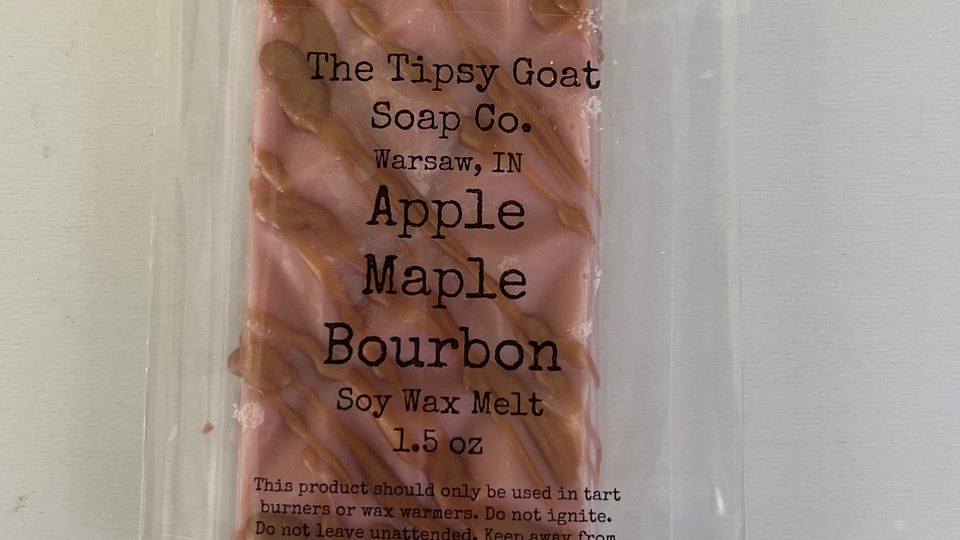 The Tipsy Goat
Soap Co.
Warsaw, IN
Apple
Maple
Bourbon
Soy Wax Melt
1.5 oz
This product should only be used in tart
burners or wax warmers. Do not ignite.
Do not leave unattended. Keep away from